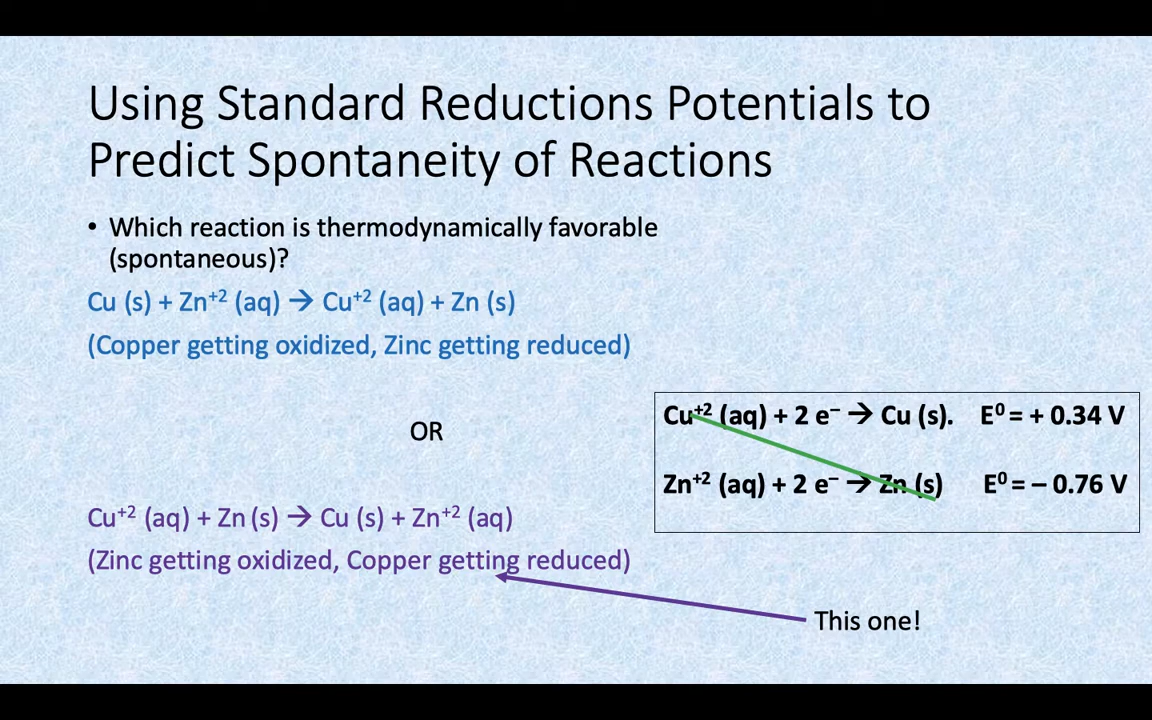 Using Standard Reductions Potentials to
Predict Spontaneity of Reactions
• Which reaction is thermodynamically favorable
(spontaneous)?
Cu (s) + Zn⁺² (aq) → Cu⁺² (aq) + Zn (s)
(Copper getting oxidized, Zinc getting reduced)
OR
Cu⁺² (aq) + 2 e⁻ → Cu (s). E⁰ = + 0.34 V
Zn⁺² (aq) + 2 e⁻ → Zn (s) E⁰ = – 0.76 V
Cu⁺² (aq) + Zn (s) → Cu (s) + Zn⁺² (aq)
(Zinc getting oxidized, Copper getting reduced)
This one!